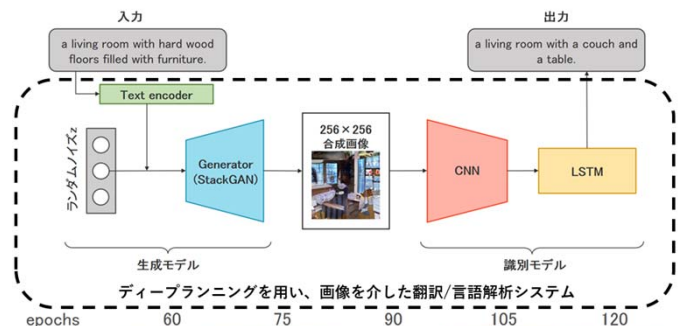 入力
出力
a living room with hard wood
floors filled with furniture.
a living room with a couch and
a table.
Text encoder
ランダムノイズz
Generator
(StackGAN)
256×256
合成画像
CNN
LSTM
生成モデル
識別モデル
ディープランニングを用い、画像を介した翻訳/言語解析システム
epochs 60 75 90 105 120